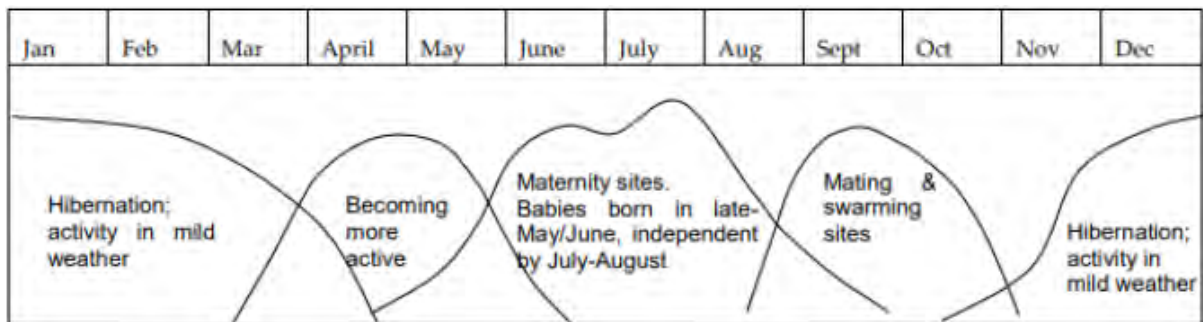 Jan Feb Mar April May June July Aug Sept Oct Nov Dec
Hibernation;
activity in mild
weather
Becoming
more
active
Maternity sites.
Babies born in late-
May/June, independent
by July-August
Mating &
swarming
sites
Hibernation;
activity in
mild weather